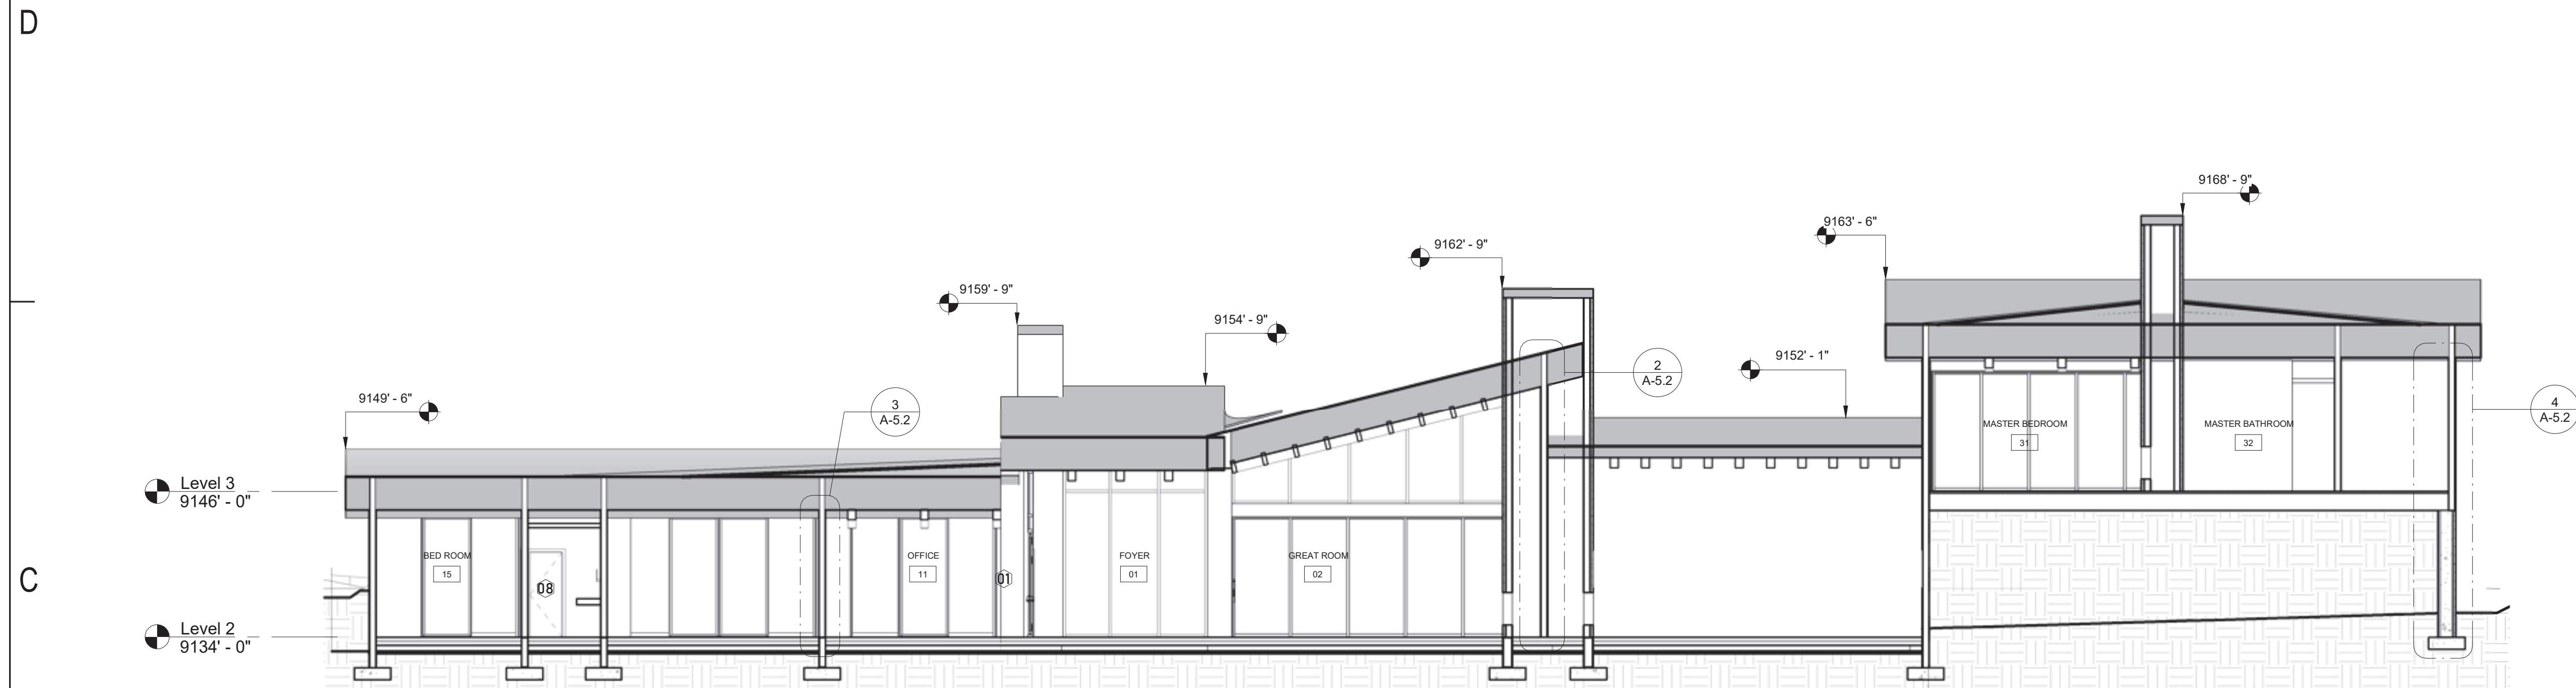 D
9168' - 9"
9163' - 6"
9162' - 9"
9159' - 9"
9154' - 9"
9152' - 1"
2
A-5.2
9149' - 6"
3
A-5.2
4
A-5.2
MASTER BEDROOM
31
MASTER BATHROOM
32
Level 3
9146' - 0"
BED ROOM
15
08
OFFICE
11
01
FOYER
01
GREAT ROOM
02
C
Level 2
9134' - 0"